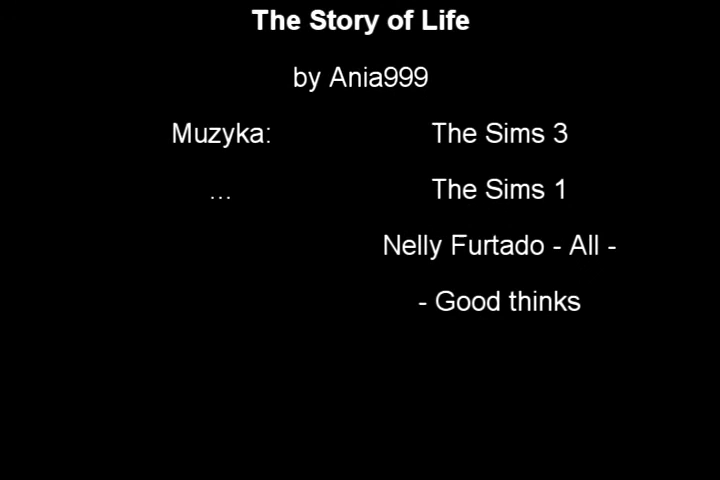 The Story of Life
by Ania999
Muzyka: The Sims 3
... The Sims 1
Nelly Furtado - All -
- Good thinks